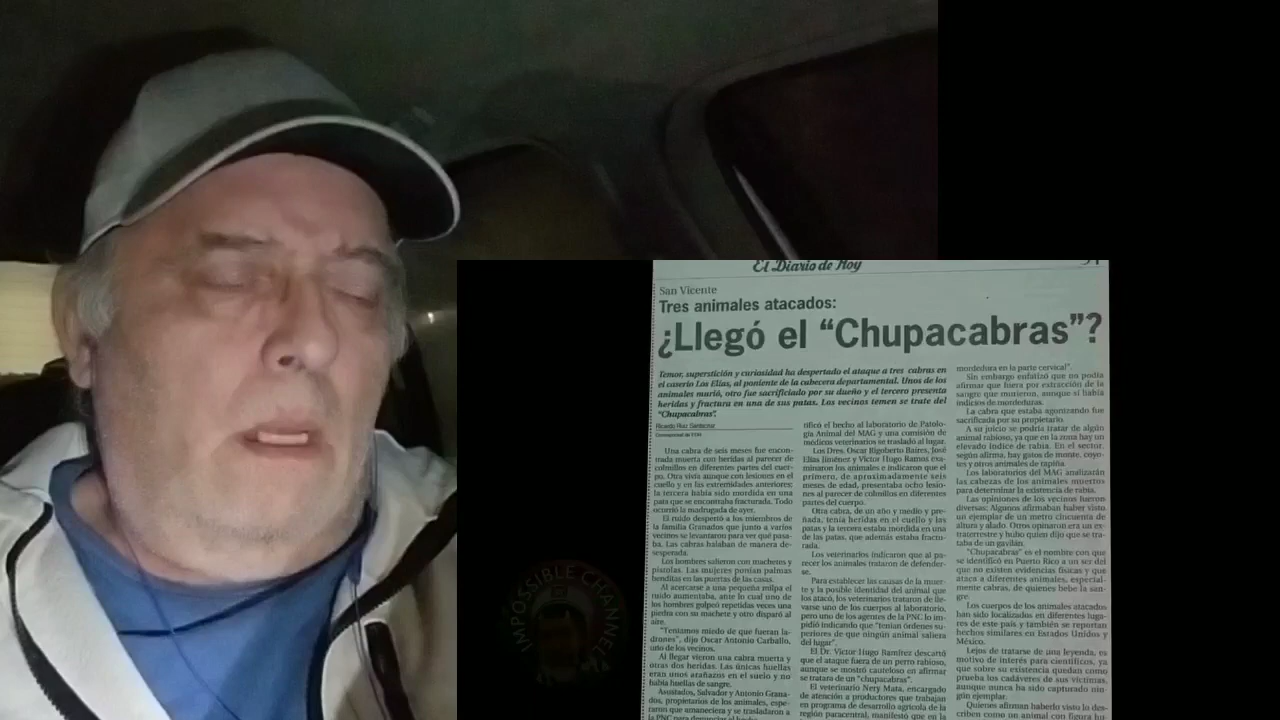 El Diario de Hoy
San Vicente
Tres animales atacados:
¿Llegó el “Chupacabras”?
Temor, superstición y curiosidad ha despertado el ataque a tres cabras en
el caserío Los Elías, al poniente de la cabecera departamental. Unos de los
animales murió, otro fue sacrificiado por su dueño y el tercero presenta
heridas y fractura en una de sus patas. Los vecinos temen se trate del
“Chupacabras”.
Una cabra de seis meses fue encon-
trada muerta con heridas al parecer de
colmillos en diferentes partes del cuer-
po. Otra vivía aunque con lesiones en el
cuello y en las extremidades anteriores;
la tercera había sido mordida en una
pata que se encontraba fracturada. Todo
ocurrió la madrugada de ayer.
El ruido despertó a los miembros de
la familia Granados que junto a varios
vecinos se levantaron para ver qué pasa-
ba. Las cabras balaban de manera de-
sesperada.
Los hombres salieron con machetes y
pistolas. Las mujeres ponían palmas
benditas en las puertas de las casas.
Al acercarse a una pequeña milpa el
ruido aumentaba, ante lo cual uno de
los hombres golpeó repetidas veces una
piedra con su machete y otro disparó al
aire.
“Teníamos miedo de que fueran la-
drones”, dijo Oscar Antonio Carballo,
uno de los vecinos.
Al llegar vieron una cabra muerta y
otras dos heridas. Las únicas huellas
eran unos arañazos en el suelo y no
había huellas de sangre.
Asustados, Salvador y Antonio Grana-
dos, propietarios de los animales, espe-
raron que amaneciera y se trasladaron a
la PNC para denunciar el hecho
rificó el hecho al laboratorio de Patolo-
gía Animal del MAG y una comisión de
médicos veterinarios se trasladó al lugar.
Los Dres. Oscar Rigoberto Baires, José
Elías Jiménez y Víctor Hugo Ramos exa-
minaron los animales e indicaron que el
primero, de aproximadamente seis
meses de edad, presentaba ocho lesio-
nes al parecer de colmillos en diferentes
partes del cuerpo.
Otra cabra, de un año y medio y pre-
ñada, tenía heridas en el cuello y las
patas y la tercera estaba mordida en una
de las patas, que además estaba fractu-
rada.
Los veterinarios indicaron que al pa-
recer los animales trataron de defender-
se.
Para establecer las causas de la muer-
te y la posible identidad del animal que
los atacó, los veterinarios trataron de lle-
varse uno de los cuerpos al laboratorio,
pero uno de los agentes de la PNC lo im-
pidió indicando que “tenían órdenes su-
periores de que ningún animal saliera
del lugar”.
El Dr. Víctor Hugo Ramírez descartó
que el ataque fuera de un perro rabioso,
aunque se mostró cauteloso en afirmar
se tratara de un “chupacabras”.
El veterinario Nery Mata, encargado
de atención a productores que trabajan
en programa de desarrollo agrícola de la
región paracentral, manifestó que en la
mordedura en la parte cervical”.
Sin embargo enfatizó que no podía
afirmar que fuera por extracción de la
sangre que murieron, aunque sí había
indicios de mordeduras.
La cabra que estaba agonizando fue
sacrificada por su propietario.
A su juicio se podría tratar de algún
animal rabioso, ya que en la zona hay un
elevado índice de rabia. En el sector,
según afirma, hay gatos de monte, coyo-
tes y otros animales de rapiña.
Los laboratorios del MAG analizarán
las cabezas de los animales muertos
para determinar la existencia de rabia.
Las opiniones de los vecinos fueron
diversas: Algunos afirmaban haber visto
un ejemplar de un metro cincuenta de
altura y alado. Otros opinaron era un ex-
traterrestre y hubo quien dijo que se tra-
taba de un gavilán.
“Chupacabras” es el nombre con que
se identificó en Puerto Rico a un ser del
que no existen evidencias físicas y que
ataca a diferentes animales, especial-
mente cabras, de quienes bebe la san-
gre.
Los cuerpos de los animales atacados
han sido localizados en diferentes luga-
res de este país y también se reportan
hechos similares en Estados Unidos y
México.
Lejos de tratarse de una leyenda, es
motivo de interés para científicos, ya
que sobre su existencia quedan como
prueba los cadáveres de sus víctimas,
aunque nunca ha sido capturado nin-
gún ejemplar.
Quienes afirman haberlo visto lo des-
criben como un animal con figura
IMPOSSIBLE CHANNEL